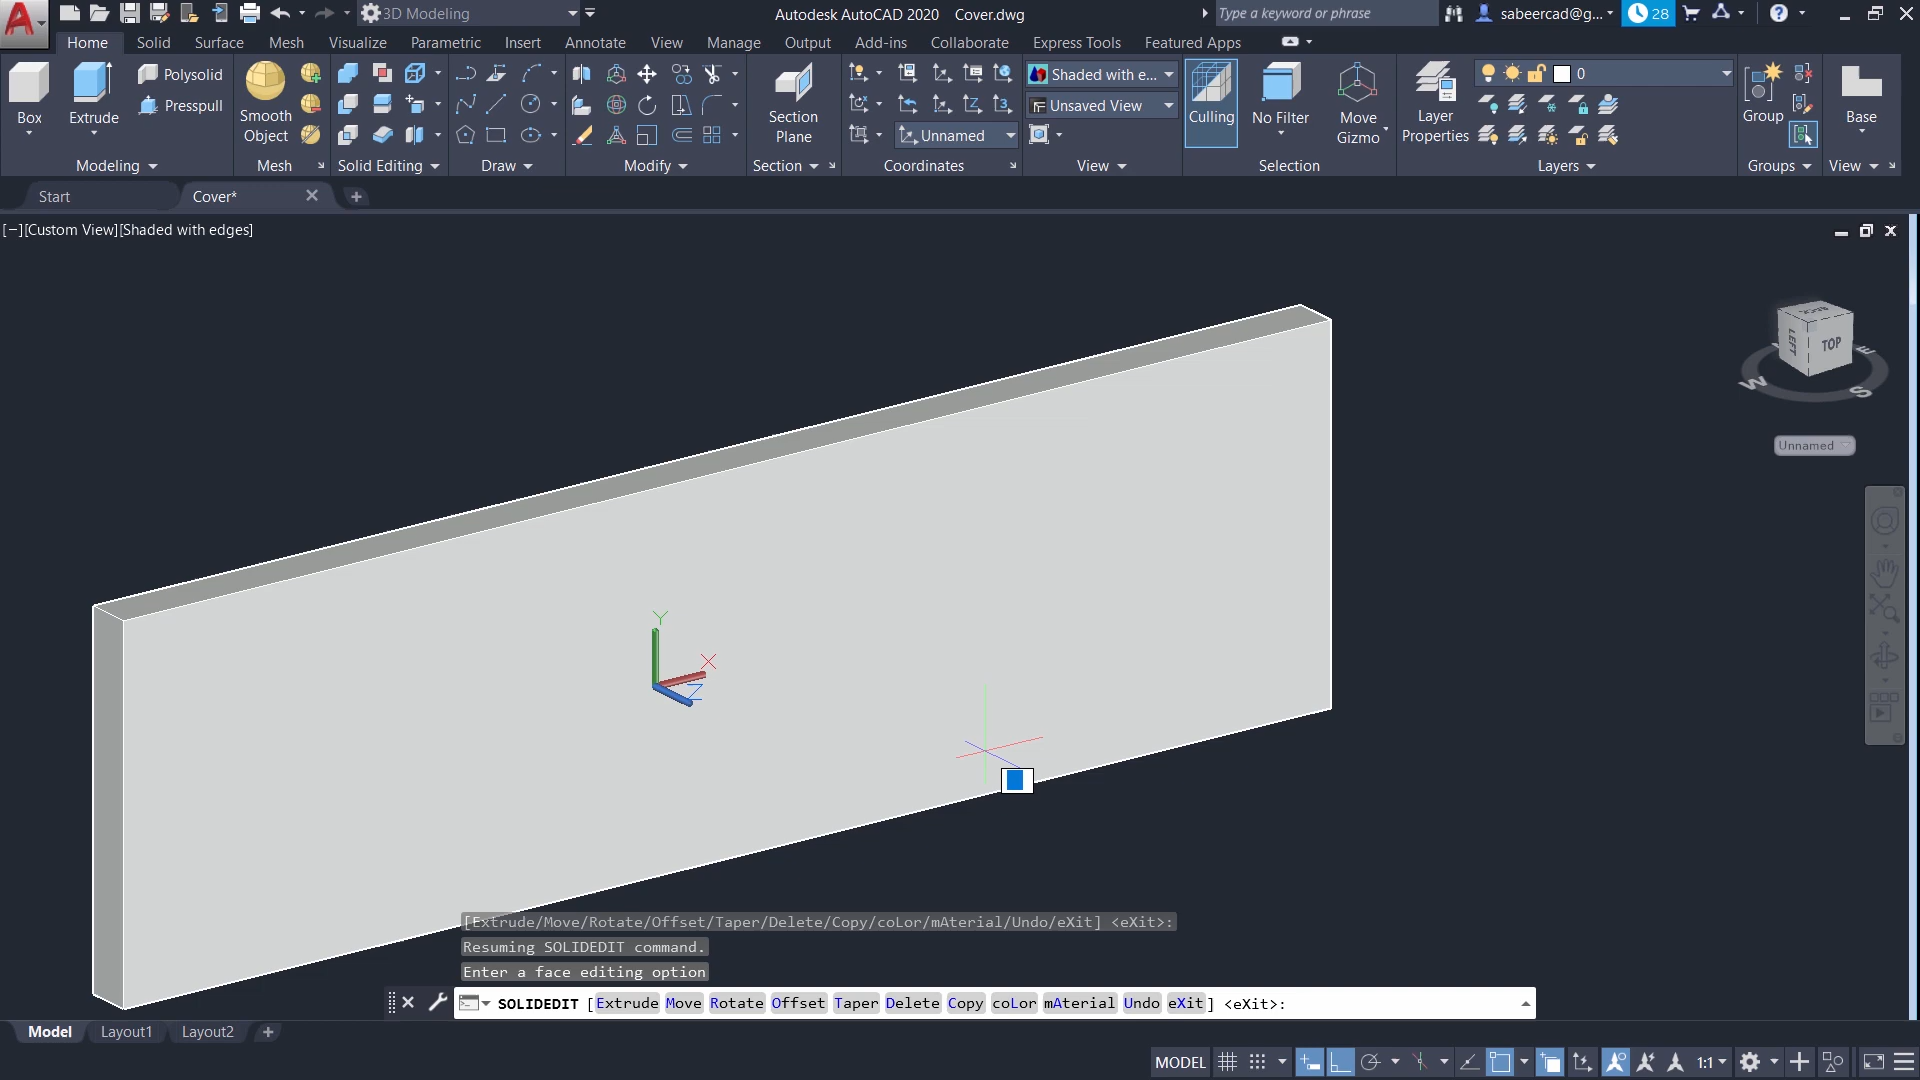 3D Modeling
Autodesk AutoCAD 2020 Cover.dwg
Type a keyword or phrase
sabeercad@g...
28
Home Solid Surface Mesh Visualize Parametric Insert Annotate View Manage Output Add-ins Collaborate Express Tools Featured Apps
Box
Extrude
Polysolid
Presspull
Smooth
Object
Section
Plane
Unnamed
Shaded with e...
Unsaved View
Culling
No Filter
Move
Gizmo
Layer
Properties
0
Group
Base
Modeling Mesh Solid Editing Draw Modify Section Coordinates View Selection Layers Groups View
Start
Cover*
[−][Custom View][Shaded with edges]
LEFT
TOP
W
S
E
Unnamed
Y
X
Z
[Extrude/Move/Rotate/Offset/Taper/Delete/Copy/coLor/mAterial/Undo/eXit] <eXit>:
Resuming SOLIDEDIT command.
Enter a face editing option
SOLIDEDIT [Extrude Move Rotate Offset Taper Delete Copy coLor mAterial Undo eXit] <eXit>:
Model Layout1 Layout2
MODEL
1:1